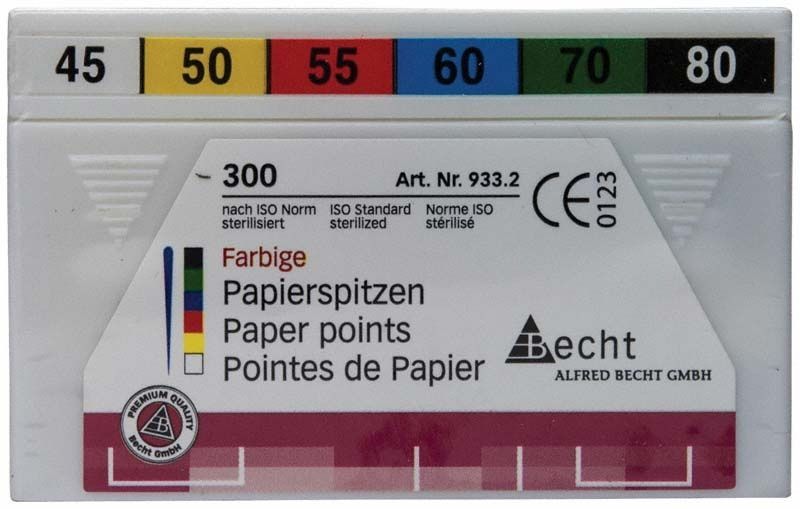 45 50 55 60 70 80
300 Art. Nr. 933.2
nach ISO Norm ISO Standard Norme ISO
sterilisiert sterilized stérilisé
CE 0123
Farbige
Papierspitzen
Paper points
Pointes de Papier
Becht
ALFRED BECHT GMBH
PREMIUM QUALITY
B
Becht GmbH